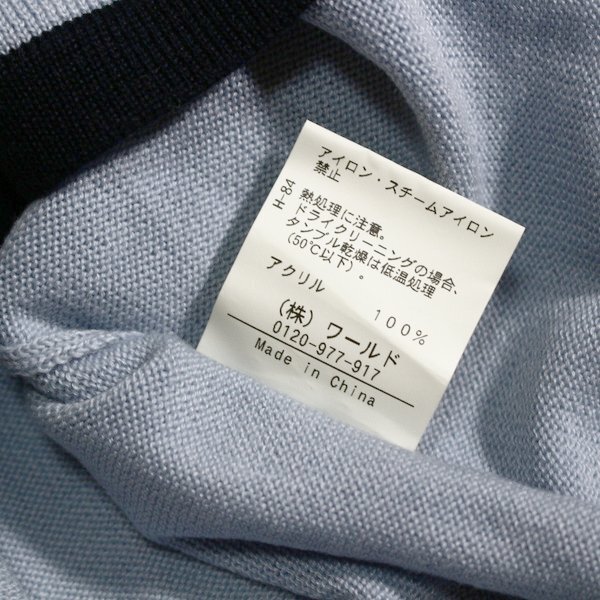 アイロン・スチームアイロン
禁止
H-84
熱処理に注意。
ドライクリーニングの場合、
タンブル乾燥は低温処理
(50℃以下)。
アクリル 100%
(株) ワールド
0120-977-917
Made in China